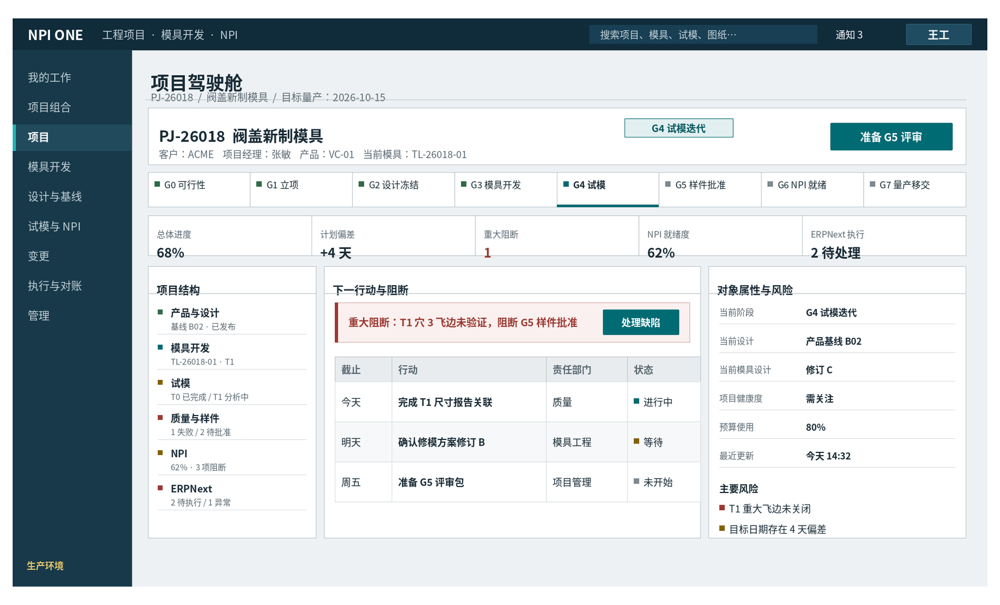 NPI ONE 工程项目 · 模具开发 · NPI 搜索项目、模具、试模、图纸… 通知 3 王工
我的工作
项目组合
项目
模具开发
设计与基线
试模与 NPI
变更
执行与对账
管理
生产环境
项目驾驶舱
PJ-26018 / 阀盖新制模具 / 目标量产：2026-10-15
PJ-26018 阀盖新制模具
客户：ACME 项目经理：张敏 产品：VC-01 当前模具：TL-26018-01
G4 试模迭代
准备 G5 评审
G0 可行性 G1 立项 G2 设计冻结 G3 模具开发 G4 试模 G5 样件批准 G6 NPI 就绪 G7 量产移交
总体进度 计划偏差 重大阻断 NPI 就绪度 ERPNext 执行
68% +4 天 1 62% 2 待处理
项目结构
产品与设计
基线 B02 · 已发布
模具开发
TL-26018-01 · T1
试模
T0 已完成 / T1 分析中
质量与样件
1 失败 / 2 待批准
NPI
62% · 3 项阻断
ERPNext
2 待执行 / 1 异常
下一行动与阻断
重大阻断：T1 穴 3 飞边未验证，阻断 G5 样件批准 处理缺陷
截止 行动 责任部门 状态
今天 完成 T1 尺寸报告关联 质量 进行中
明天 确认修模方案修订 B 模具工程 等待
周五 准备 G5 评审包 项目管理 未开始
对象属性与风险
当前阶段 G4 试模迭代
当前设计 产品基线 B02
当前模具设计 修订 C
项目健康度 需关注
预算使用 80%
最近更新 今天 14:32
主要风险
T1 重大飞边未关闭
目标日期存在 4 天偏差